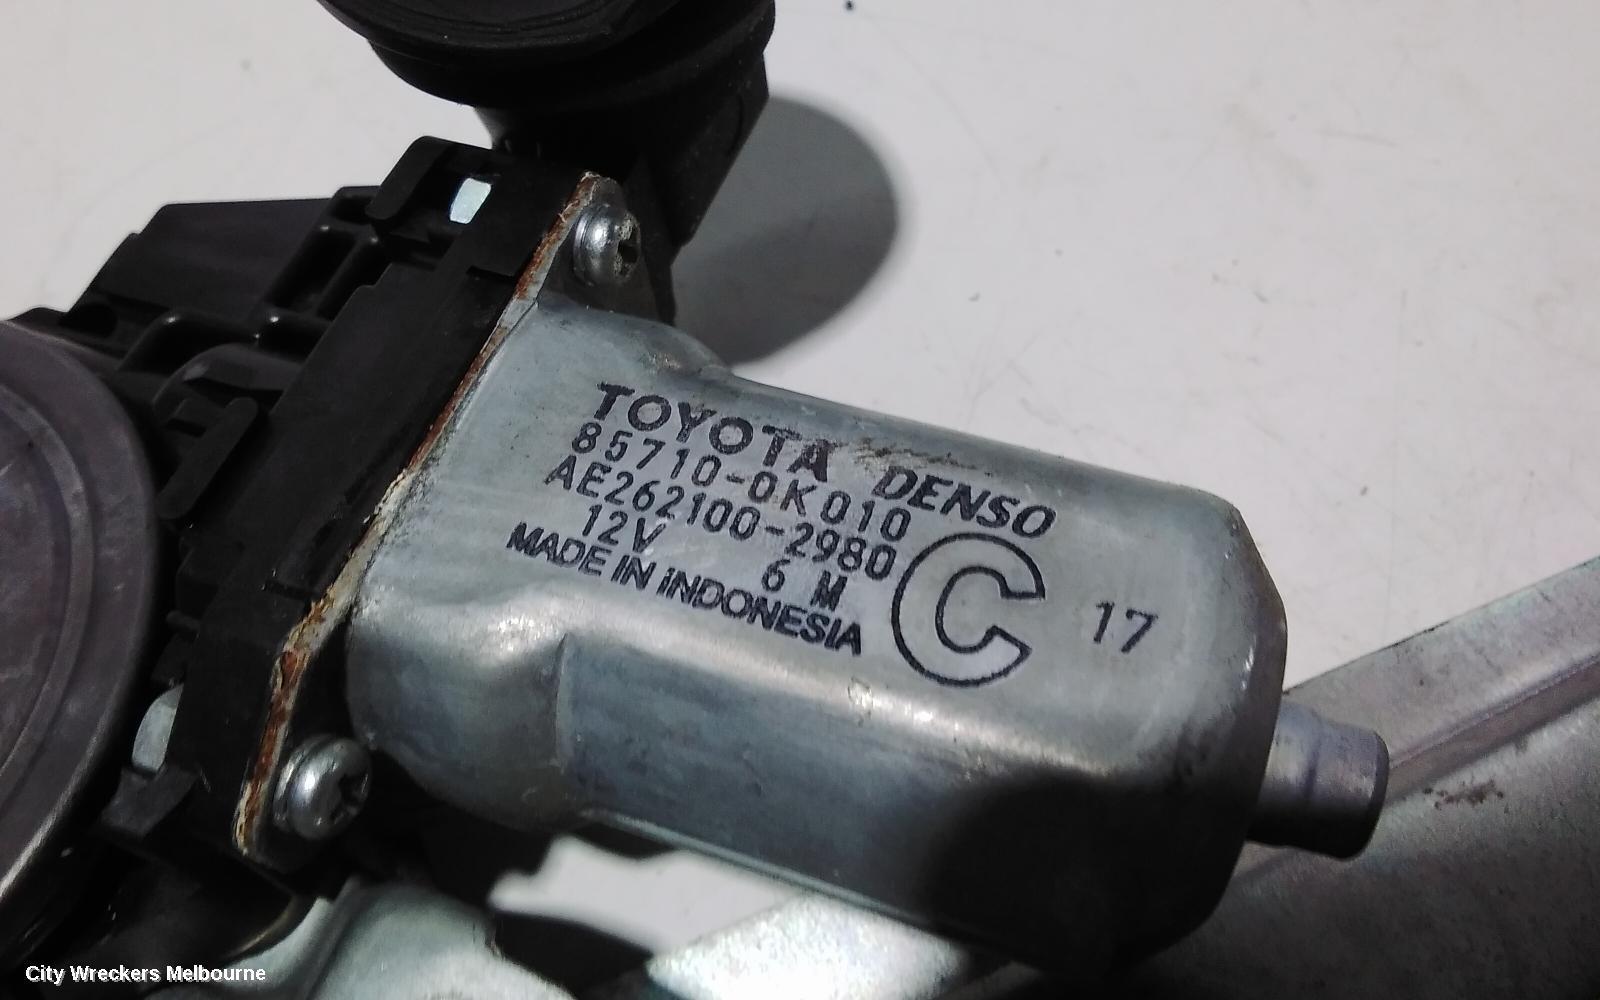 TOYOTA DENSO
85710-0K010
AE262100-2980
12V 6 M
MADE IN INDONESIA
C
17
City Wreckers Melbourne